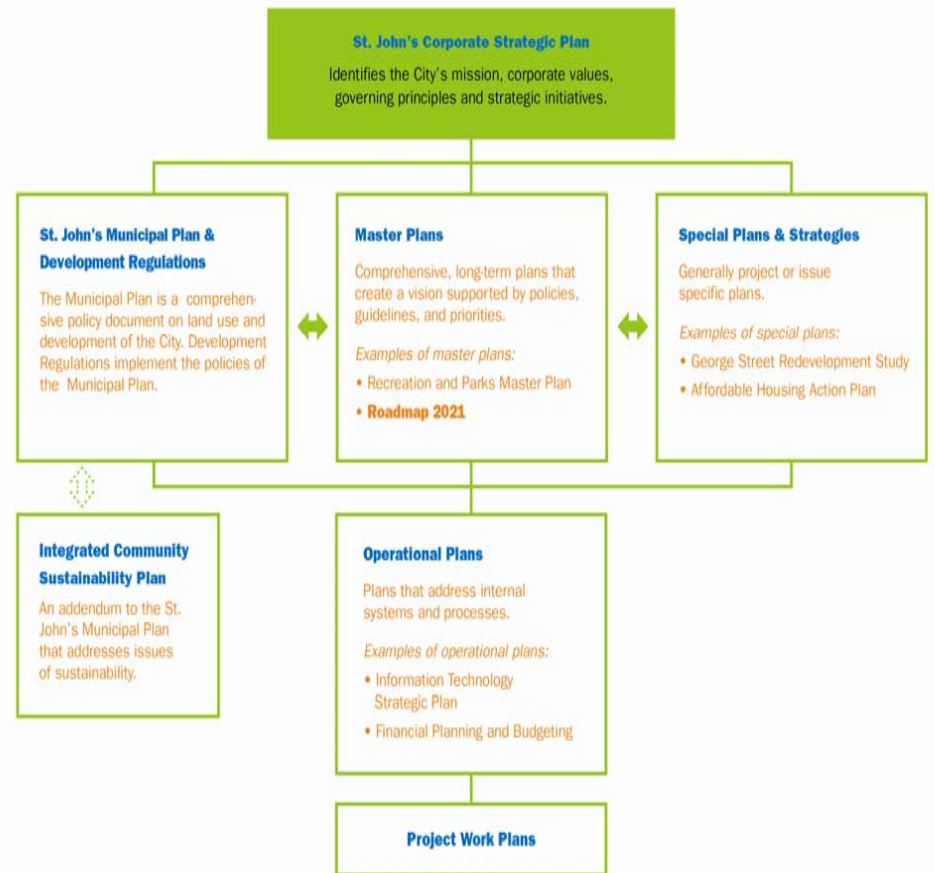 St. John's Corporate Strategic Plan
Identifies the City's mission, corporate values,
governing principles and strategic initiatives.
St. John's Municipal Plan &
Development Regulations
The Municipal Plan is a comprehen-
sive policy document on land use and
development of the City. Development
Regulations implement the policies of
the Municipal Plan.
Master Plans
Comprehensive, long-term plans that
create a vision supported by policies,
guidelines, and priorities.
Examples of master plans:
• Recreation and Parks Master Plan
• Roadmap 2021
Special Plans & Strategies
Generally project or issue
specific plans.
Examples of special plans:
• George Street Redevelopment Study
• Affordable Housing Action Plan
Integrated Community
Sustainability Plan
An addendum to the St.
John's Municipal Plan
that addresses issues
of sustainability.
Operational Plans
Plans that address internal
systems and processes.
Examples of operational plans:
• Information Technology
Strategic Plan
• Financial Planning and Budgeting
Project Work Plans